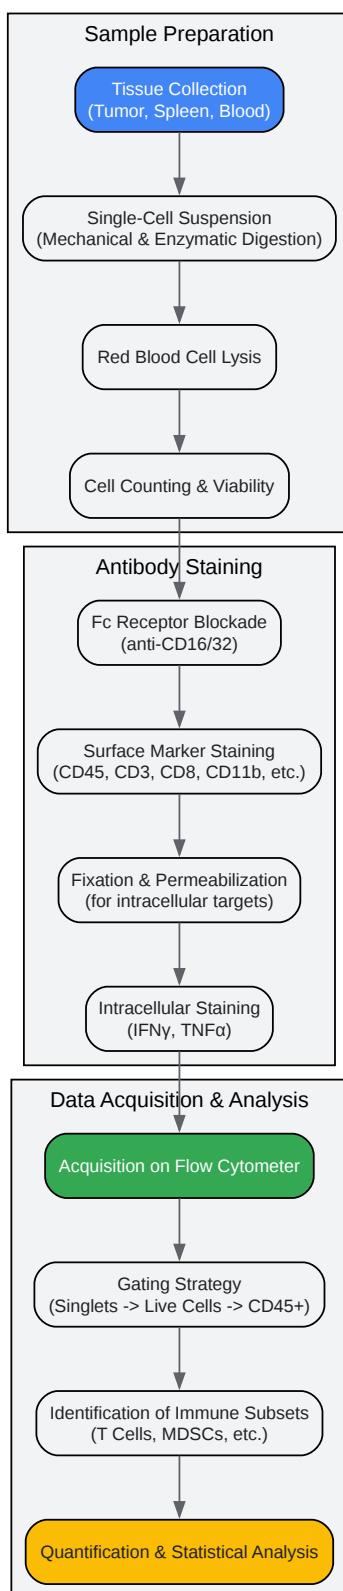 Sample Preparation
Tissue Collection
(Tumor, Spleen, Blood)
Single-Cell Suspension
(Mechanical & Enzymatic Digestion)
Red Blood Cell Lysis
Cell Counting & Viability
Antibody Staining
Fc Receptor Blockade
(anti-CD16/32)
Surface Marker Staining
(CD45, CD3, CD8, CD11b, etc.)
Fixation & Permeabilization
(for intracellular targets)
Intracellular Staining
(IFNγ, TNFα)
Data Acquisition & Analysis
Acquisition on Flow Cytometer
Gating Strategy
(Singlets -> Live Cells -> CD45+)
Identification of Immune Subsets
(T Cells, MDSCs, etc.)
Quantification & Statistical Analysis